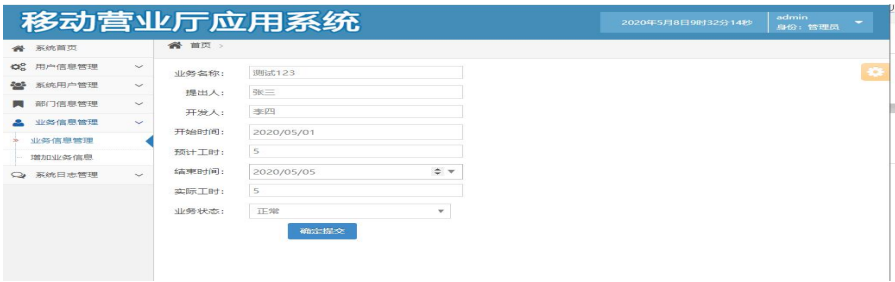 移动营业厅应用系统
2020年5月8日9时32分14秒
admin
身份：管理员
系统首页
首页 >
用户信息管理
系统用户管理
部门信息管理
业务信息管理
业务信息管理
增加业务信息
系统日志管理
业务名称： 测试123
提出人： 张三
开发人： 李四
开始时间： 2020/05/01
预计工时： 5
结束时间： 2020/05/05
实际工时： 5
业务状态： 正常
确定提交